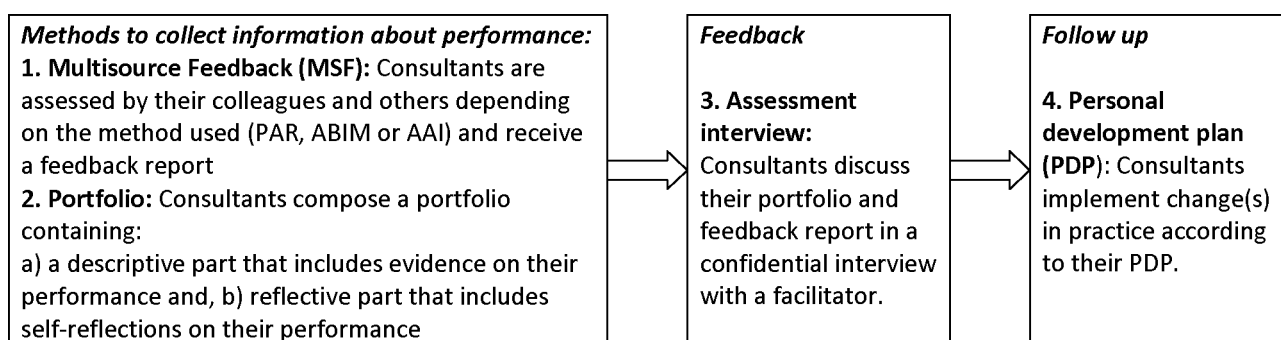 Methods to collect information about performance:
1. Multisource Feedback (MSF): Consultants are
assessed by their colleagues and others depending
on the method used (PAR, ABIM or AAI) and receive
a feedback report
2. Portfolio: Consultants compose a portfolio
containing:
a) a descriptive part that includes evidence on their
performance and, b) reflective part that includes
self-reflections on their performance
Feedback
3. Assessment
interview:
Consultants discuss
their portfolio and
feedback report in a
confidential interview
with a facilitator.
Follow up
4. Personal
development plan
(PDP): Consultants
implement change(s)
in practice according
to their PDP.